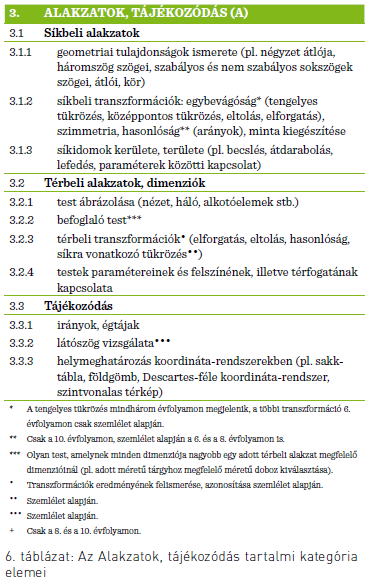 3. ALAKZATOK, TÁJÉKOZÓDÁS (A)
3.1 Síkbeli alakzatok
3.1.1 geometriai tulajdonságok ismerete (pl. négyzet átlója,
háromszög szögei, szabályos és nem szabályos sokszögek
szögei, átlói, kör)
3.1.2 síkbeli transzformációk: egybevágóság* (tengelyes
tükrözés, középpontos tükrözés, eltolás, elforgatás),
szimmetria, hasonlóság** (arányok), minta kiegészítése
3.1.3 síkidomok kerülete, területe (pl. becslés, átdarabolás,
lefedés, paraméterek közötti kapcsolat)
3.2 Térbeli alakzatok, dimenziók
3.2.1 test ábrázolása (nézet, háló, alkotóelemek stb.)
3.2.2 befoglaló test***
3.2.3 térbeli transzformációk• (elforgatás, eltolás, hasonlóság,
síkra vonatkozó tükrözés••)
3.2.4 testek paramétereinek és felszínének, illetve térfogatának
kapcsolata
3.3 Tájékozódás
3.3.1 irányok, égtájak
3.3.2 látószög vizsgálata•••
3.3.3 helymeghatározás koordináta-rendszerekben (pl. sakk-
tábla, földgömb, Descartes-féle koordináta-rendszer,
szintvonalas térkép)
* A tengelyes tükrözés mindhárom évfolyamon megjelenik, a többi transzformáció 6.
évfolyamon csak szemlélet alapján.
** Csak a 10. évfolyamon, szemlélet alapján a 6. és a 8. évfolyamon is.
*** Olyan test, amelynek minden dimenziója nagyobb egy adott térbeli alakzat megfelelő
dimenzióinál (pl. adott méretű tárgyhoz megfelelő méretű doboz kiválasztása).
• Transzformációk eredményének felismerése, azonosítása szemlélet alapján.
•• Szemlélet alapján.
••• Szemlélet alapján.
+ Csak a 8. és a 10. évfolyamon.
6. táblázat: Az Alakzatok, tájékozódás tartalmi kategória
elemei